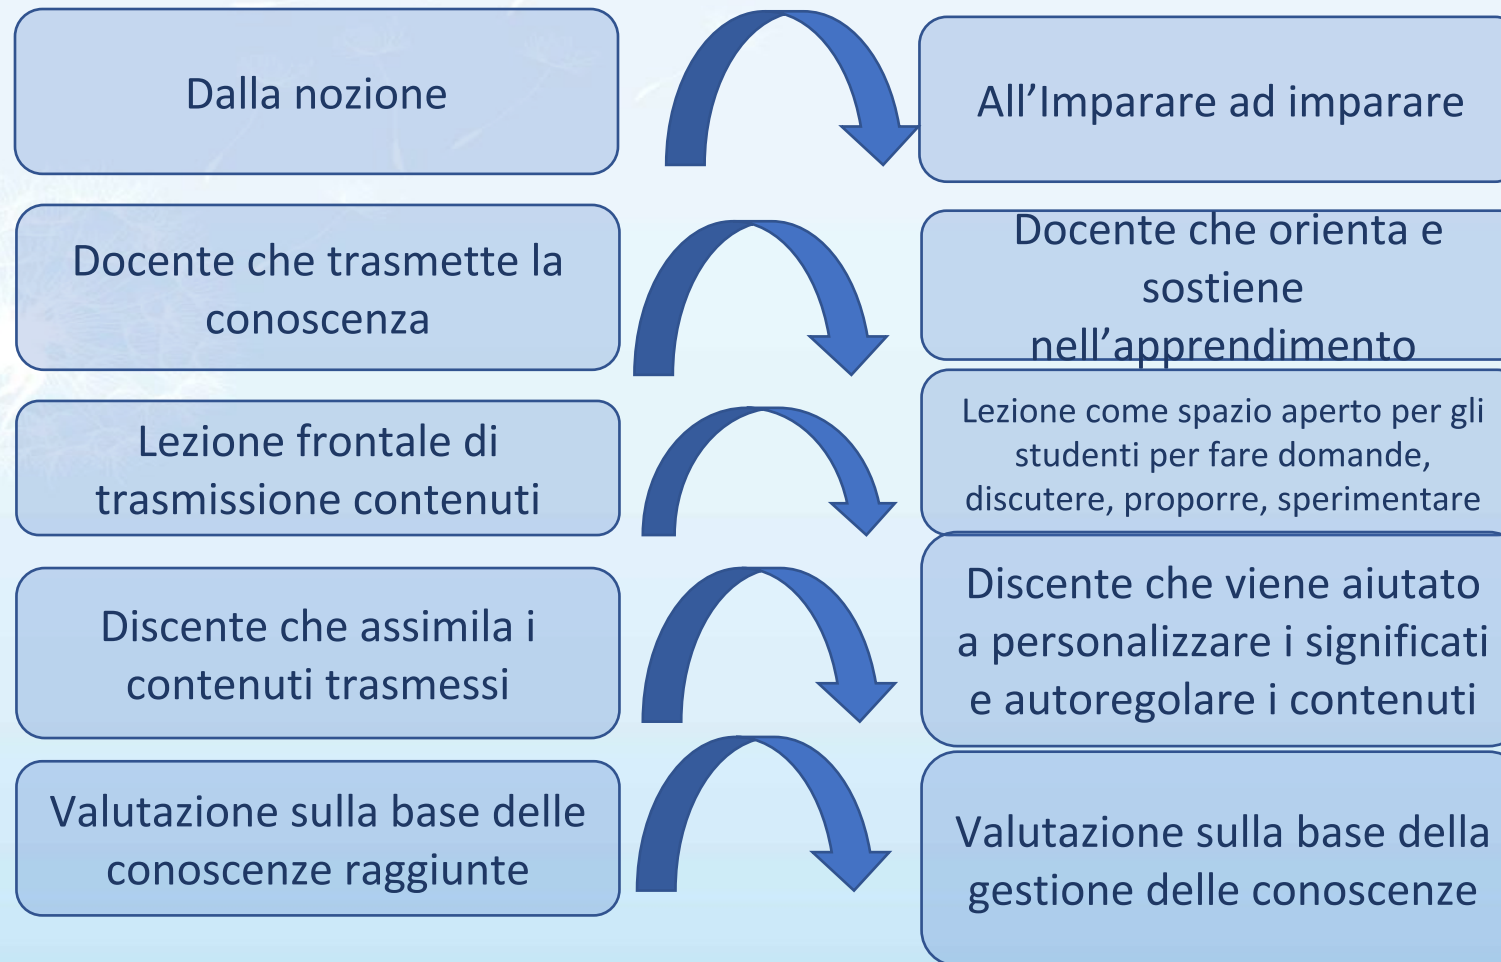 Dalla nozione
All’Imparare ad imparare
Docente che trasmette la
conoscenza
Docente che orienta e
sostiene
nell’apprendimento
Lezione frontale di
trasmissione contenuti
Lezione come spazio aperto per gli
studenti per fare domande,
discutere, proporre, sperimentare
Discente che assimila i
contenuti trasmessi
Discente che viene aiutato
a personalizzare i significati
e autoregolare i contenuti
Valutazione sulla base delle
conoscenze raggiunte
Valutazione sulla base della
gestione delle conoscenze